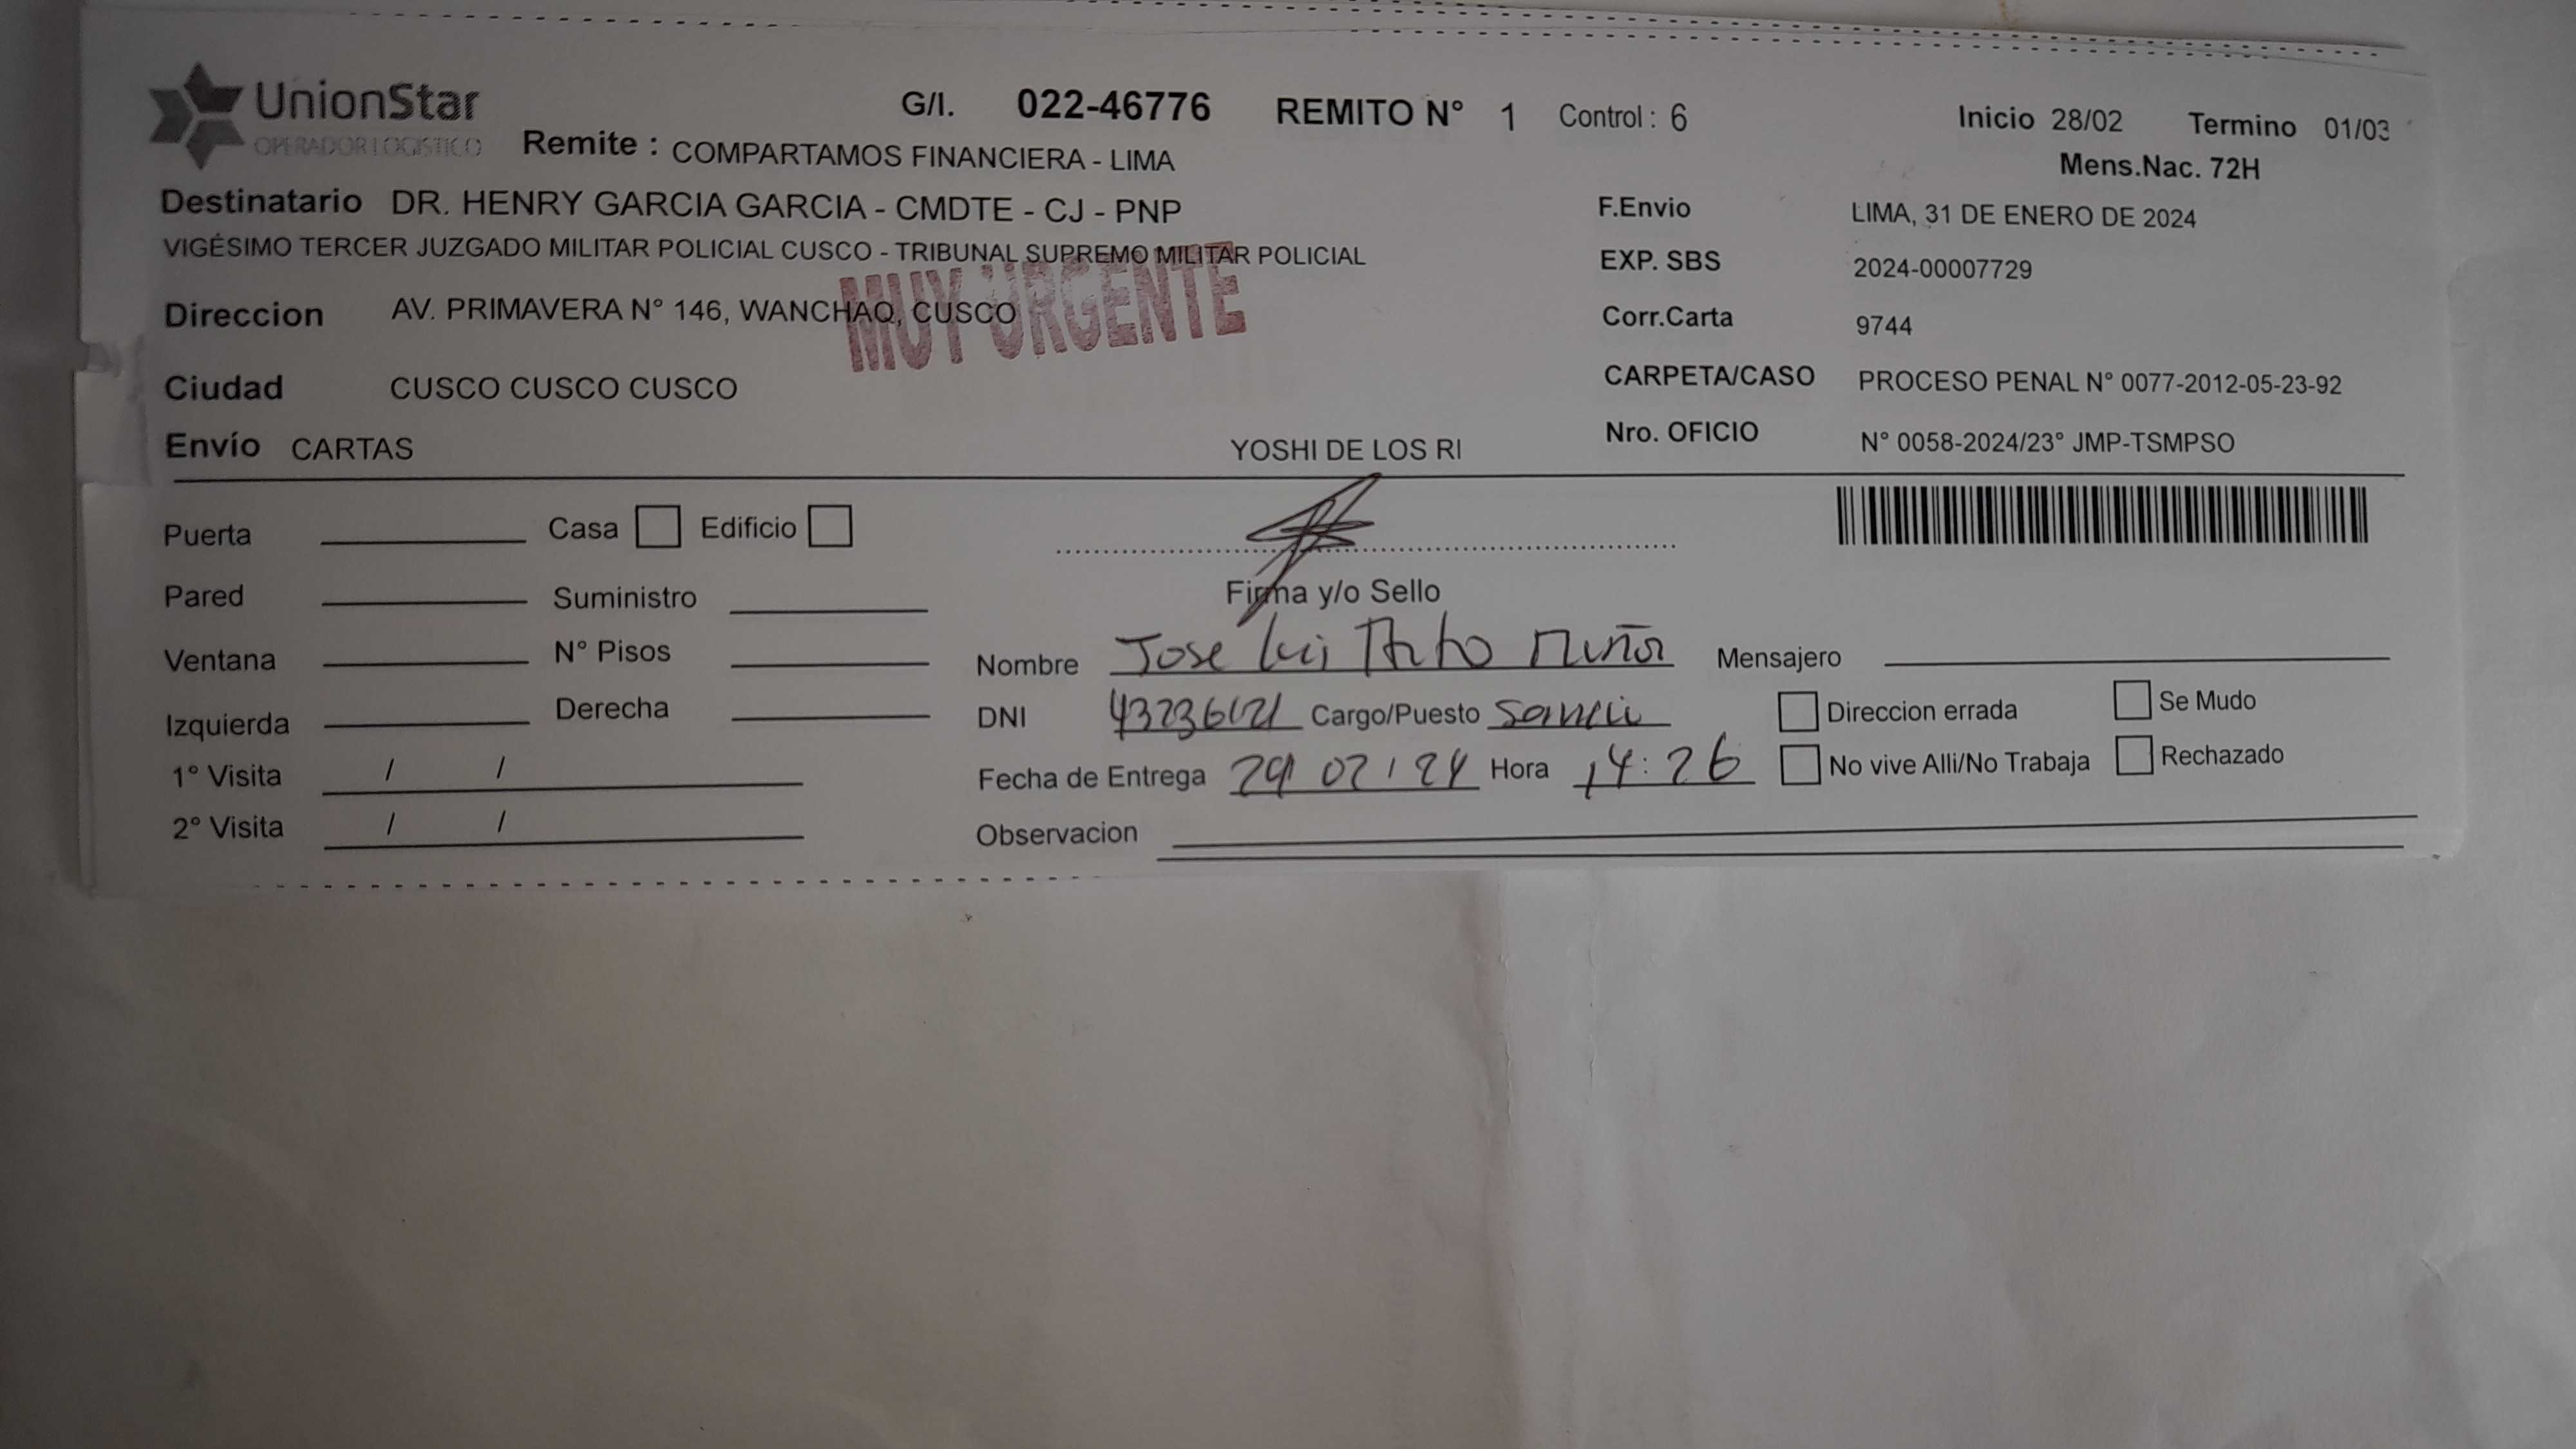 UnionStar
OPERADOR LOGISTICO
G/I. 022-46776 REMITO N° 1 Control : 6
Inicio 28/02 Termino 01/03
Remite : COMPARTAMOS FINANCIERA - LIMA
Mens.Nac. 72H
Destinatario DR. HENRY GARCIA GARCIA - CMDTE - CJ - PNP
F.Envio LIMA, 31 DE ENERO DE 2024
VIGÉSIMO TERCER JUZGADO MILITAR POLICIAL CUSCO - TRIBUNAL SUPREMO MILITAR POLICIAL
EXP. SBS 2024-00007729
MUY URGENTE
Direccion AV. PRIMAVERA N° 146, WANCHAQ, CUSCO
Corr.Carta 9744
Ciudad CUSCO CUSCO CUSCO
CARPETA/CASO PROCESO PENAL N° 0077-2012-05-23-92
Envío CARTAS YOSHI DE LOS RI
Nro. OFICIO N° 0058-2024/23° JMP-TSMPSO
Puerta Casa Edificio
Firma y/o Sello
Pared Suministro
Ventana N° Pisos
Nombre Jose Luis Muñoz Mensajero
Izquierda Derecha
DNI Cargo/Puesto
Direccion errada Se Mudo
1° Visita / /
Fecha de Entrega 29/02/24 Hora 14:26
No vive Alli/No Trabaja Rechazado
2° Visita / /
Observacion